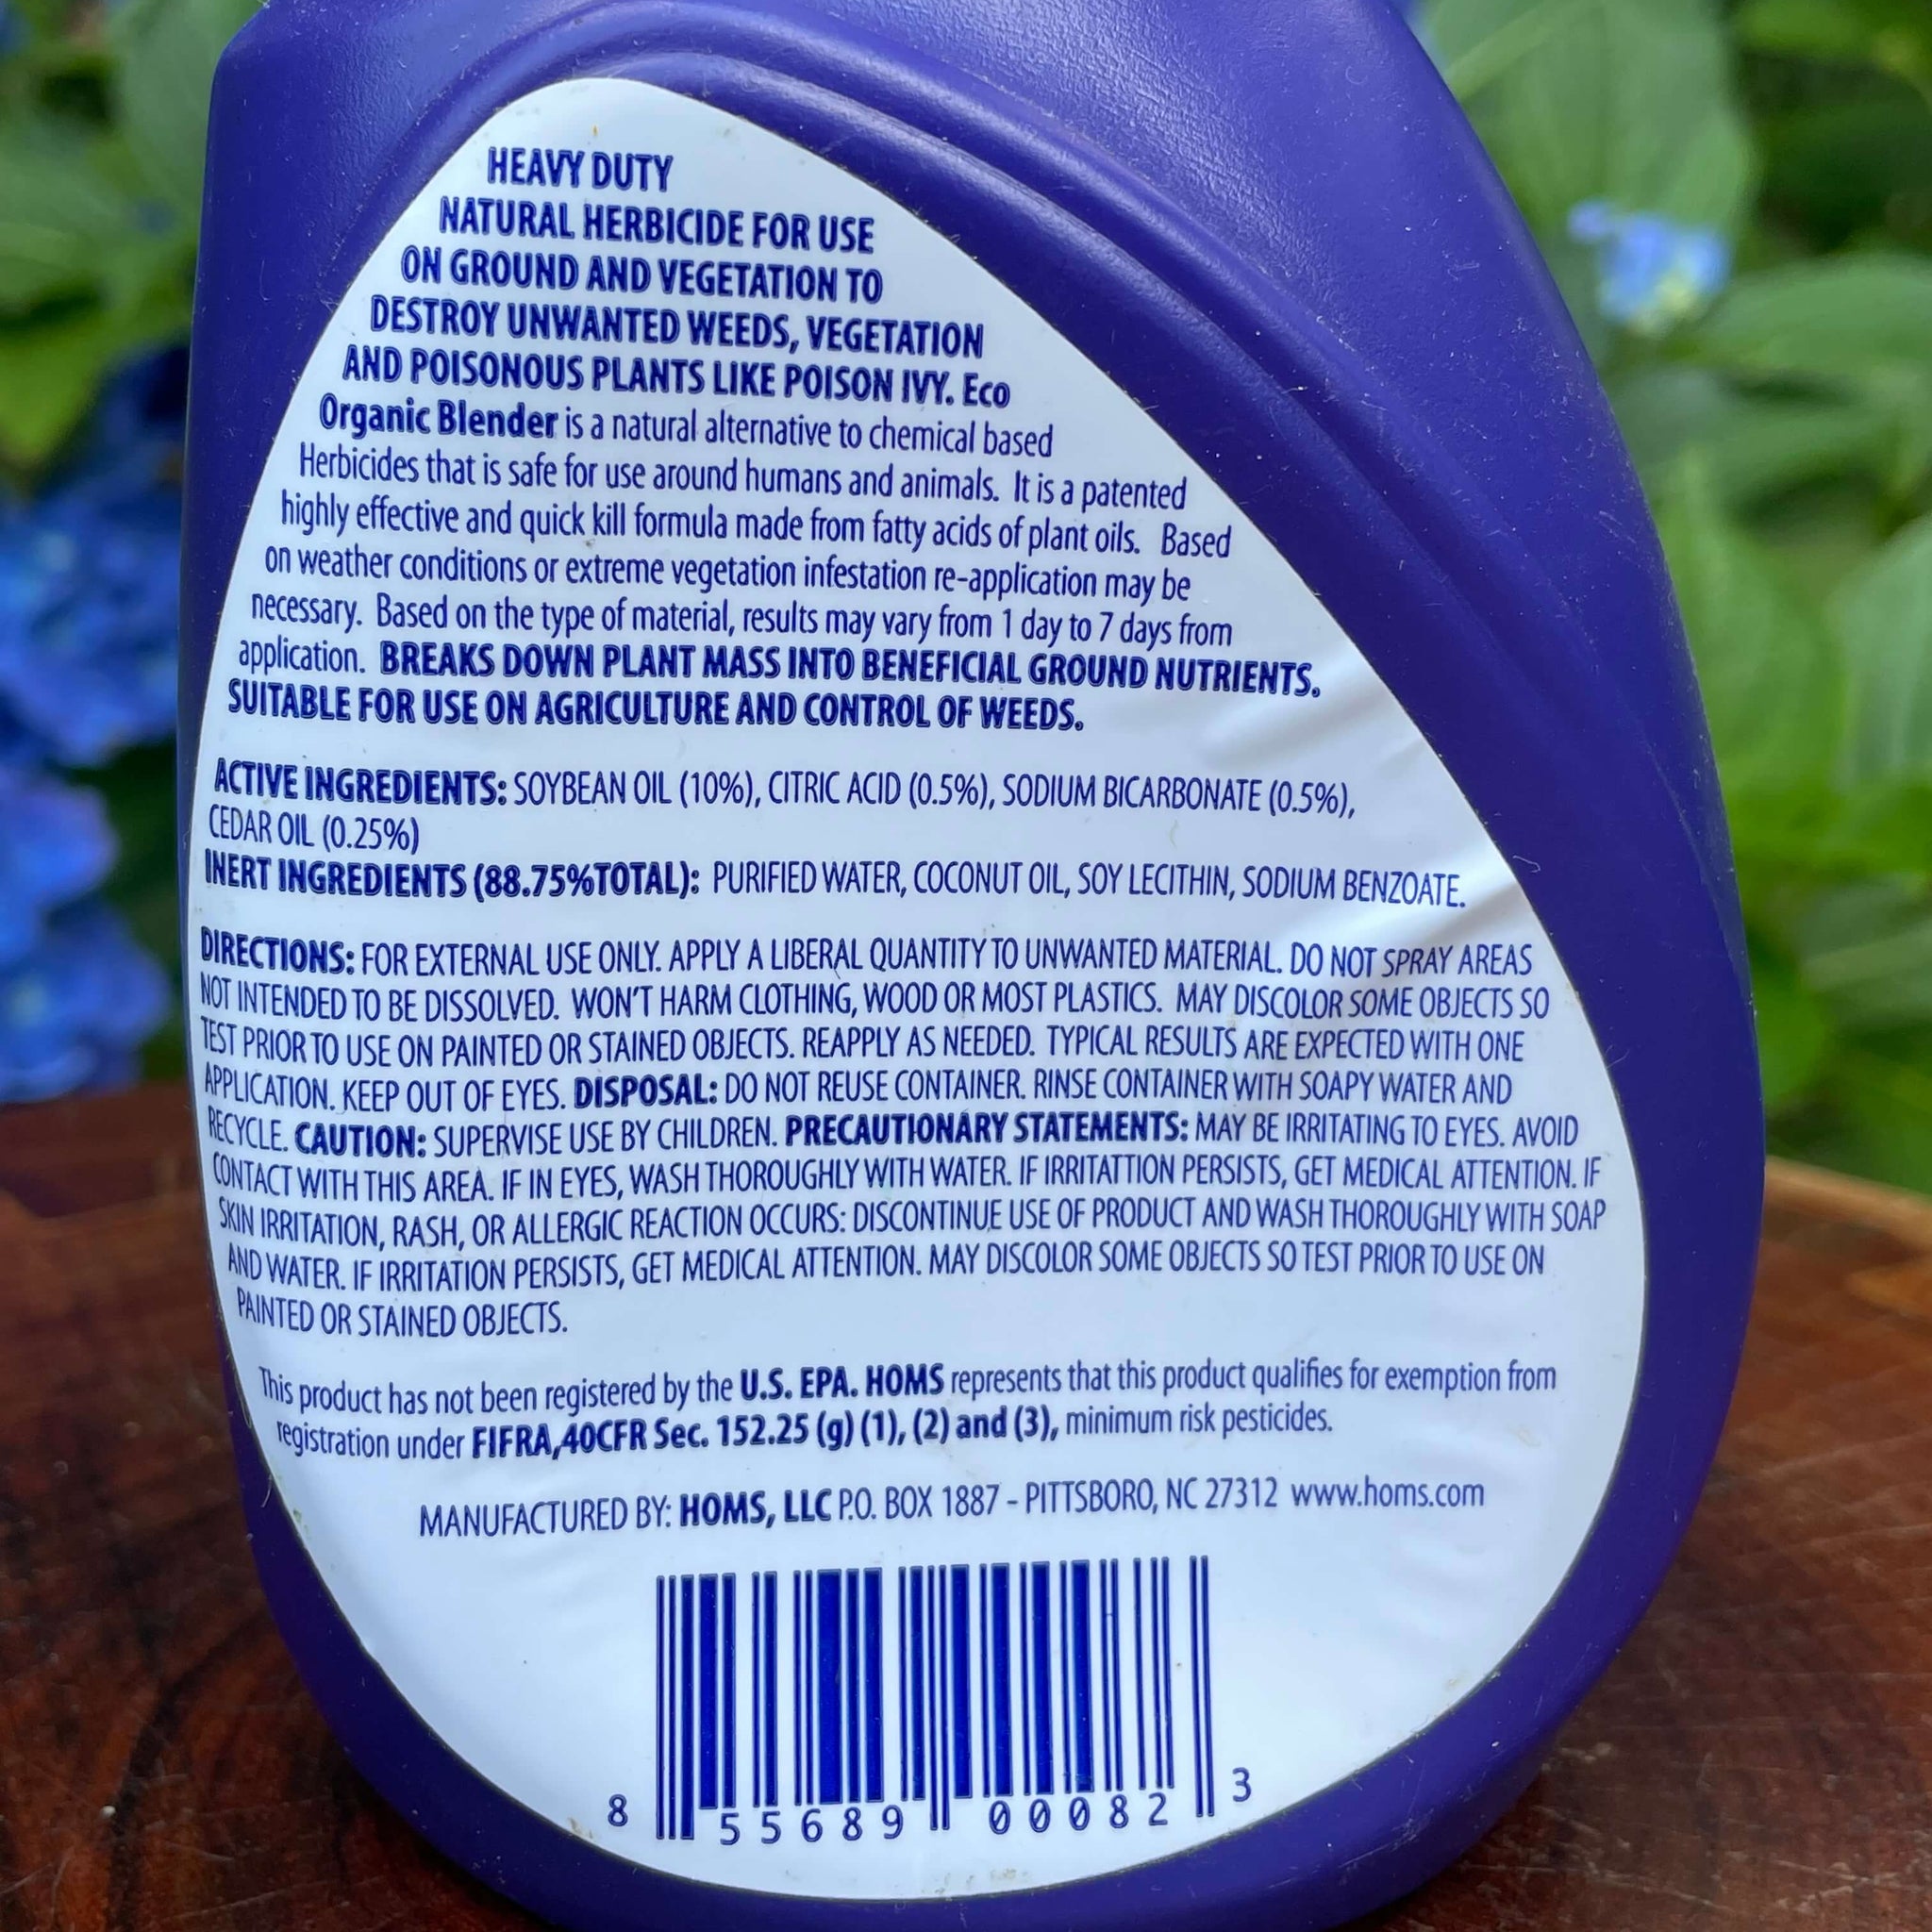 HEAVY DUTY
NATURAL HERBICIDE FOR USE
ON GROUND AND VEGETATION TO
DESTROY UNWANTED WEEDS, VEGETATION
AND POISONOUS PLANTS LIKE POISON IVY. Eco
Organic Blender is a natural alternative to chemical based
Herbicides that is safe for use around humans and animals. It is a patented
highly effective and quick kill formula made from fatty acids of plant oils. Based
on weather conditions or extreme vegetation infestation re-application may be
necessary. Based on the type of material, results may vary from 1 day to 7 days from
application. BREAKS DOWN PLANT MASS INTO BENEFICIAL GROUND NUTRIENTS.
SUITABLE FOR USE ON AGRICULTURE AND CONTROL OF WEEDS.
ACTIVE INGREDIENTS: SOYBEAN OIL (10%), CITRIC ACID (0.5%), SODIUM BICARBONATE (0.5%),
CEDAR OIL (0.25%)
INERT INGREDIENTS (88.75%TOTAL): PURIFIED WATER, COCONUT OIL, SOY LECITHIN, SODIUM BENZOATE.
DIRECTIONS: FOR EXTERNAL USE ONLY. APPLY A LIBERAL QUANTITY TO UNWANTED MATERIAL. DO NOT SPRAY AREAS
NOT INTENDED TO BE DISSOLVED. WON'T HARM CLOTHING, WOOD OR MOST PLASTICS. MAY DISCOLOR SOME OBJECTS SO
TEST PRIOR TO USE ON PAINTED OR STAINED OBJECTS. REAPPLY AS NEEDED. TYPICAL RESULTS ARE EXPECTED WITH ONE
APPLICATION. KEEP OUT OF EYES. DISPOSAL: DO NOT REUSE CONTAINER. RINSE CONTAINER WITH SOAPY WATER AND
RECYCLE. CAUTION: SUPERVISE USE BY CHILDREN. PRECAUTIONARY STATEMENTS: MAY BE IRRITATING TO EYES. AVOID
CONTACT WITH THIS AREA. IF IN EYES, WASH THOROUGHLY WITH WATER. IF IRRITATTION PERSISTS, GET MEDICAL ATTENTION. IF
SKIN IRRITATION, RASH, OR ALLERGIC REACTION OCCURS: DISCONTINUE USE OF PRODUCT AND WASH THOROUGHLY WITH SOAP
AND WATER. IF IRRITATION PERSISTS, GET MEDICAL ATTENTION. MAY DISCOLOR SOME OBJECTS SO TEST PRIOR TO USE ON
PAINTED OR STAINED OBJECTS.
This product has not been registered by the U.S. EPA. HOMS represents that this product qualifies for exemption from
registration under FIFRA,40CFR Sec. 152.25 (g) (1), (2) and (3), minimum risk pesticides.
MANUFACTURED BY: HOMS, LLC P.O. BOX 1887 - PITTSBORO, NC 27312 www.homs.com
8 55689 00082 3